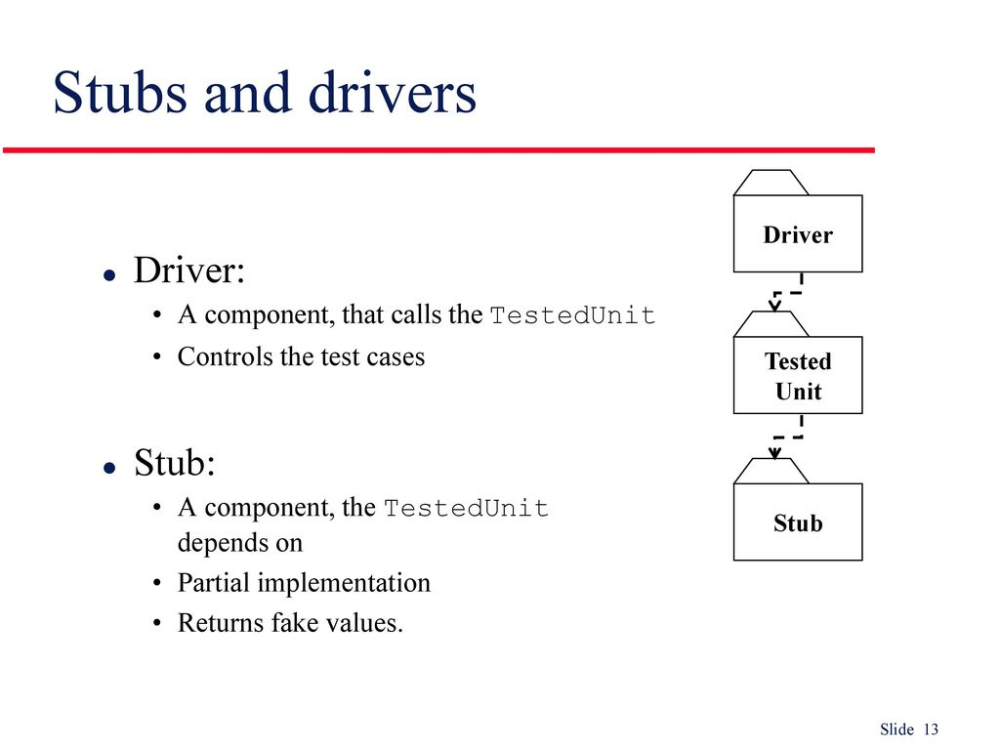 Stubs and drivers
Driver:
• A component, that calls the TestedUnit
• Controls the test cases
Stub:
• A component, the TestedUnit
depends on
• Partial implementation
• Returns fake values.
Driver
Tested
Unit
Stub
Slide 13